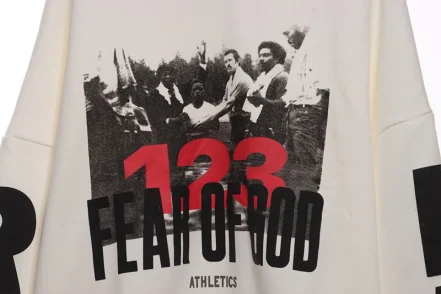 123
FEAR OF GOD
ATHLETICS
R